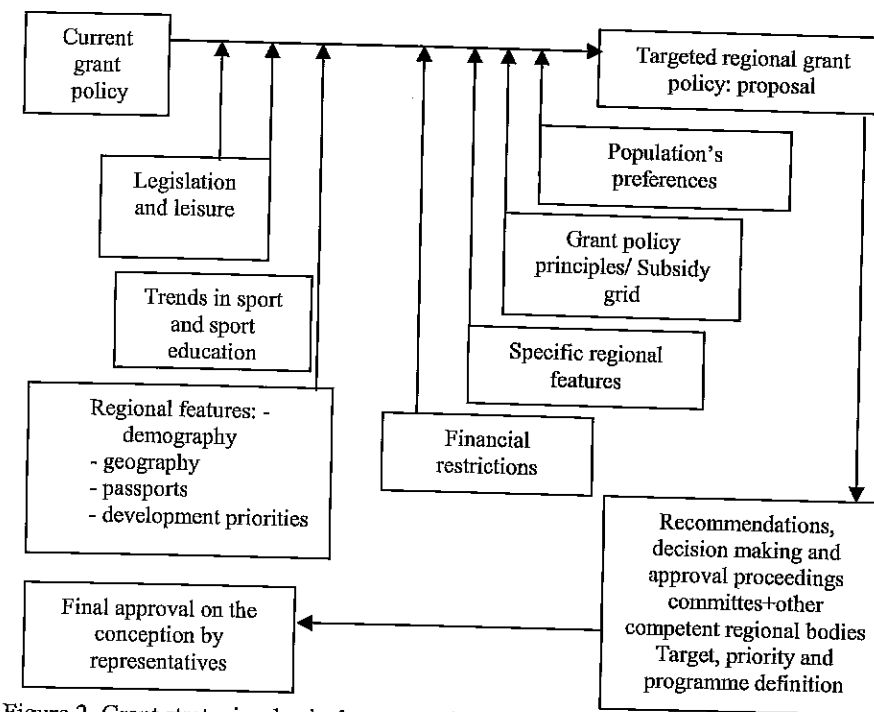 Current
grant
policy
Targeted regional grant
policy: proposal
Population's
preferences
Legislation
and leisure
Grant policy
principles/ Subsidy
grid
Trends in sport
and sport
education
Specific regional
features
Regional features: -
demography
- geography
- passports
- development priorities
Financial
restrictions
Recommendations,
decision making and
approval proceedings
committes+other
competent regional bodies
Target, priority and
programme definition
Final approval on the
conception by
representatives
Figure 2. Grant